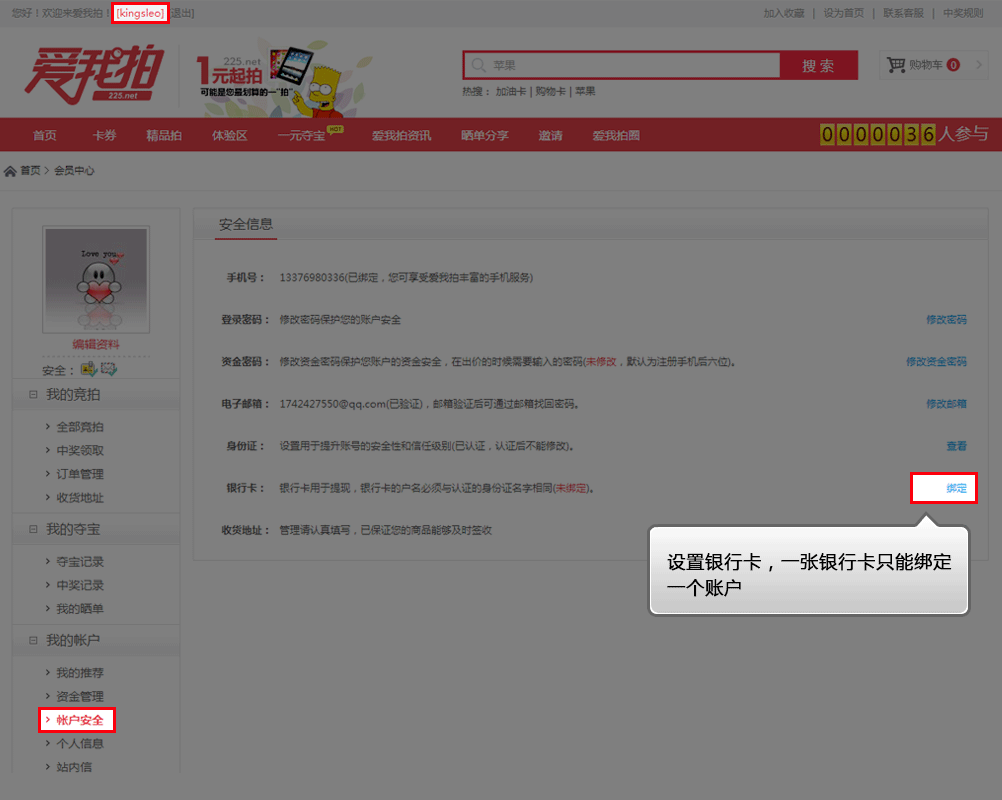 您好！欢迎来爱我拍！ [kingsleo] [退出]
加入收藏 | 设为首页 | 联系客服 | 中奖规则
爱我拍
225.net
225.net
1元起拍
可能是您最划算的一“拍”
苹果
搜 索
购物车 0
热搜： 加油卡 | 购物卡 | 苹果
首页 卡券 精品拍 体验区 一元夺宝 HOT 爱我拍资讯 晒单分享 邀请 爱我拍圈
0000036人参与
首页 > 会员中心
love you
编辑资料
安全：
我的竞拍
全部竞拍
中奖领取
订单管理
收货地址
我的夺宝
夺宝记录
中奖记录
我的晒单
我的帐户
我的推荐
资金管理
帐户安全
个人信息
站内信
安全信息
手机号： 13376980336(已绑定，您可享受爱我拍丰富的手机服务)
登录密码： 修改密码保护您的账户安全 修改密码
资金密码： 修改资金密码保护您账户的资金安全，在出价的时候需要输入的密码(未修改，默认为注册手机后六位)。 修改资金密码
电子邮箱： 1742427550@qq.com(已验证)，邮箱验证后可通过邮箱找回密码。 修改邮箱
身份证： 设置用于提升账号的安全性和信任级别(已认证，认证后不能修改)。 查看
银行卡： 银行卡用于提现，银行卡的户名必须与认证的身份证名字相同(未绑定)。 绑定
收货地址： 管理请认真填写，已保证您的商品能够及时签收
设置银行卡，一张银行卡只能绑定
一个账户